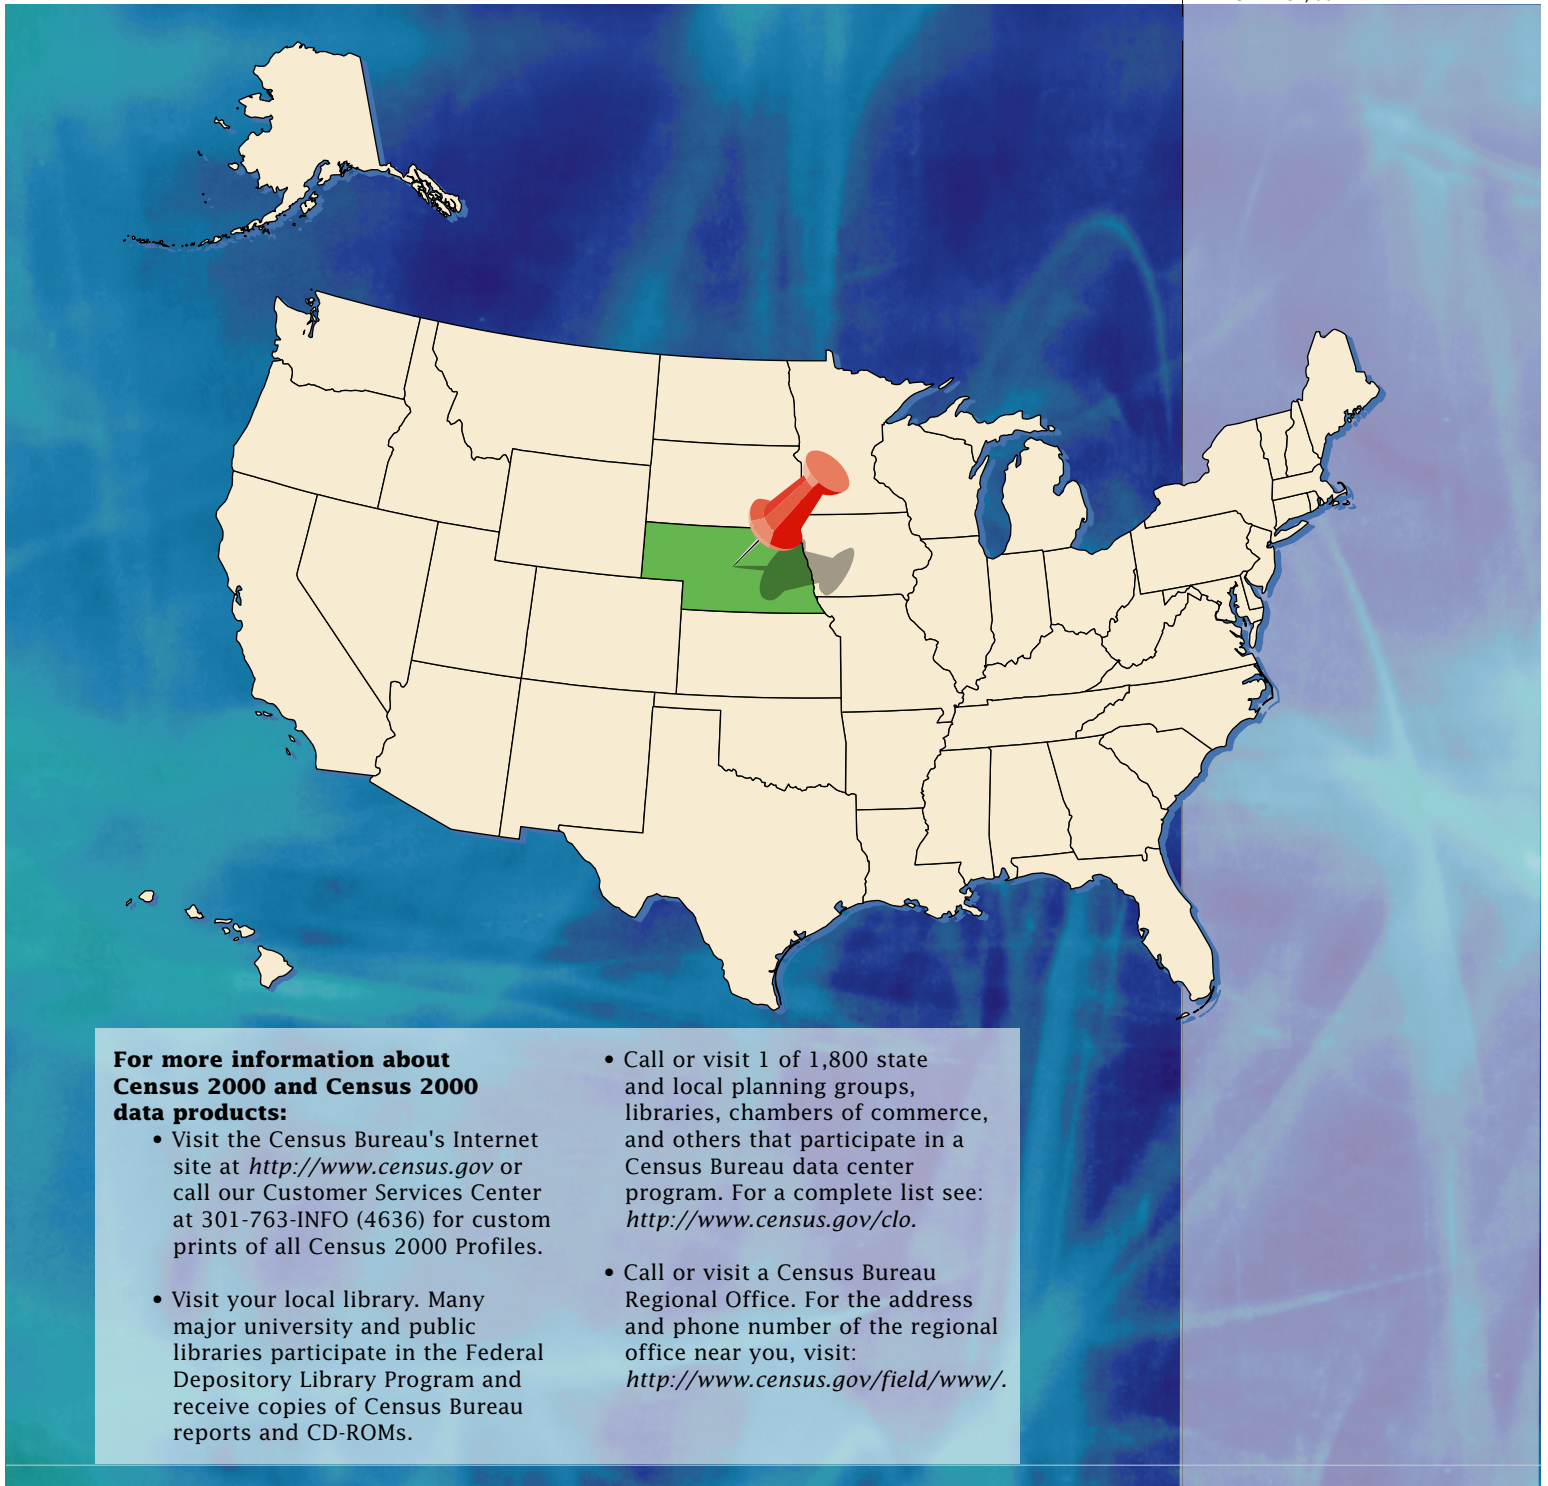 For more information about
Census 2000 and Census 2000
data products:
• Visit the Census Bureau's Internet
site at http://www.census.gov or
call our Customer Services Center
at 301-763-INFO (4636) for custom
prints of all Census 2000 Profiles.
• Visit your local library. Many
major university and public
libraries participate in the Federal
Depository Library Program and
receive copies of Census Bureau
reports and CD-ROMs.
• Call or visit 1 of 1,800 state
and local planning groups,
libraries, chambers of commerce,
and others that participate in a
Census Bureau data center
program. For a complete list see:
http://www.census.gov/clo.
• Call or visit a Census Bureau
Regional Office. For the address
and phone number of the regional
office near you, visit:
http://www.census.gov/field/www/.